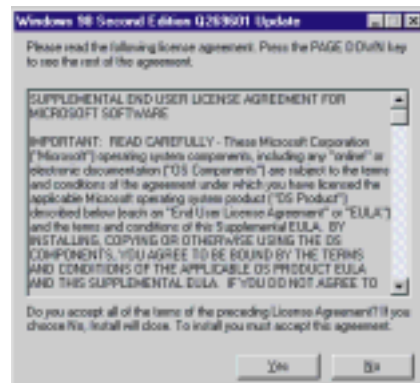 Windows 98 Second Edition Q269601 Update
Please read the following license agreement. Press the PAGE DOWN key
to see the rest of the agreement.
SUPPLEMENTAL END USER LICENSE AGREEMENT FOR
MICROSOFT SOFTWARE
IMPORTANT: READ CAREFULLY - These Microsoft Corporation
("Microsoft") operating system components, including any "online" or
electronic documentation ("OS Components") are subject to the terms
and conditions of the agreement under which you have licensed the
applicable Microsoft operating system product ("OS Product")
described below (each an "End User License Agreement" or "EULA")
and the terms and conditions of this Supplemental EULA. BY
INSTALLING, COPYING OR OTHERWISE USING THE OS
COMPONENTS, YOU AGREE TO BE BOUND BY THE TERMS
AND CONDITIONS OF THE APPLICABLE OS PRODUCT EULA
AND THIS SUPPLEMENTAL EULA. IF YOU DO NOT AGREE TO
Do you accept all of the terms of the preceding License Agreement? If you
choose No, Install will close. To install you must accept this agreement.
Yes
No